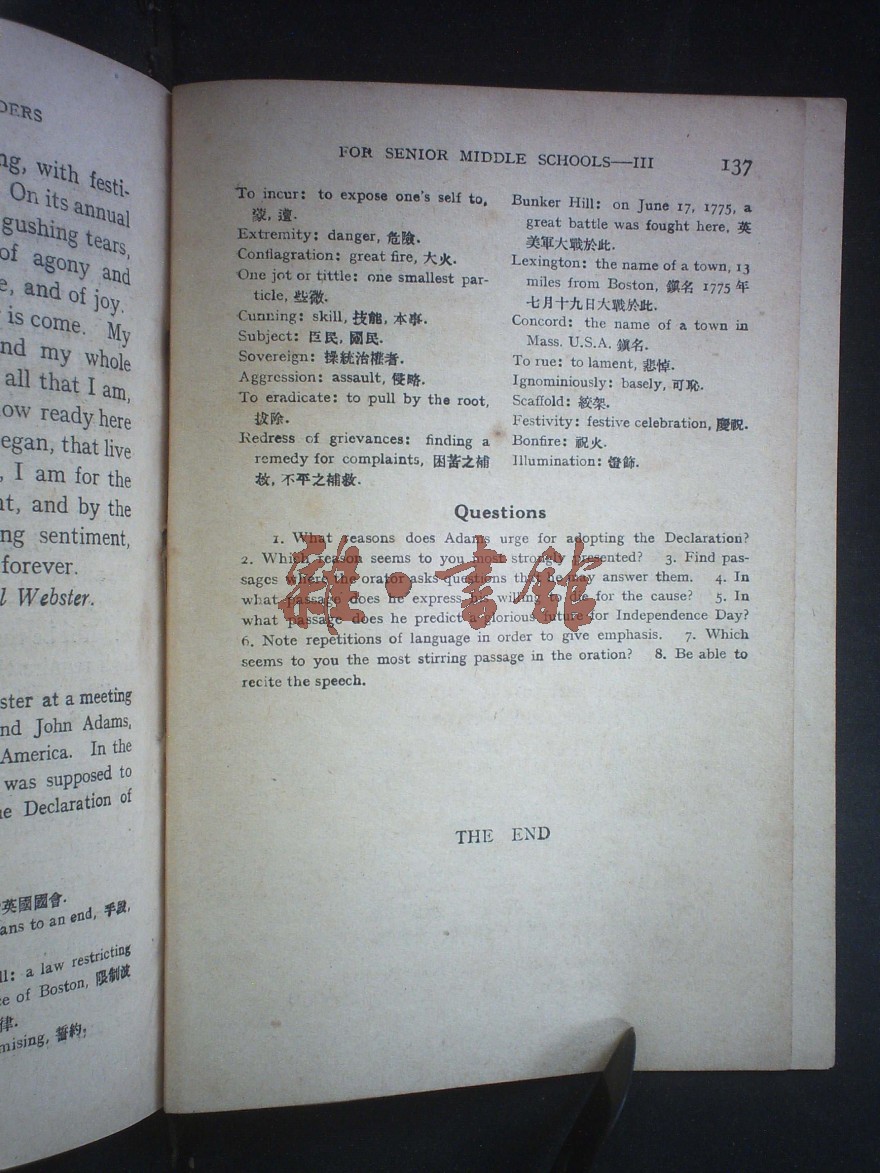 DERS
ng, with festi-
On its annual
gushing tears,
of agony and
e, and of joy.
is come. My
nd my whole
all that I am,
ow ready here
egan, that live
, I am for the
nt, and by the
ng sentiment,
forever.
l Webster.
ster at a meeting
nd John Adams,
America. In the
was supposed to
e Declaration of
英國國會.
ans to an end, 手段,
ll: a law restricting
ce of Boston, 限制波
律.
mising, 誓約.
FOR SENIOR MIDDLE SCHOOLS—III 137
To incur: to expose one's self to,
蒙, 遭.
Extremity: danger, 危險.
Conflagration: great fire, 大火.
One jot or tittle: one smallest par-
ticle, 些微.
Cunning: skill, 技能, 本事.
Subject: 臣民, 國民.
Sovereign: 操統治權者.
Aggression: assault, 侵略.
To eradicate: to pull by the root,
拔除.
Redress of grievances: finding a
remedy for complaints, 困苦之補
救, 不平之補救.
Bunker Hill: on June 17, 1775, a
great battle was fought here, 英
美軍大戰於此.
Lexington: the name of a town, 13
miles from Boston, 鎮名 1775 年
七月十九日大戰於此.
Concord: the name of a town in
Mass. U.S.A. 鎮名.
To rue: to lament, 悲悼.
Ignominiously: basely, 可恥.
Scaffold: 絞架.
Festivity: festive celebration, 慶祝.
Bonfire: 祝火.
Illumination: 燈飾.
Questions
1. What reasons does Adams urge for adopting the Declaration?
2. Which reason seems to you most strongly presented? 3. Find pas-
sages where the orator asks questions that he may answer them. 4. In
what passage does he express his willing to die for the cause? 5. In
what passage does he predict a glorious future for Independence Day?
6. Note repetitions of language in order to give emphasis. 7. Which
seems to you the most stirring passage in the oration? 8. Be able to
recite the speech.
THE END
雜·書館